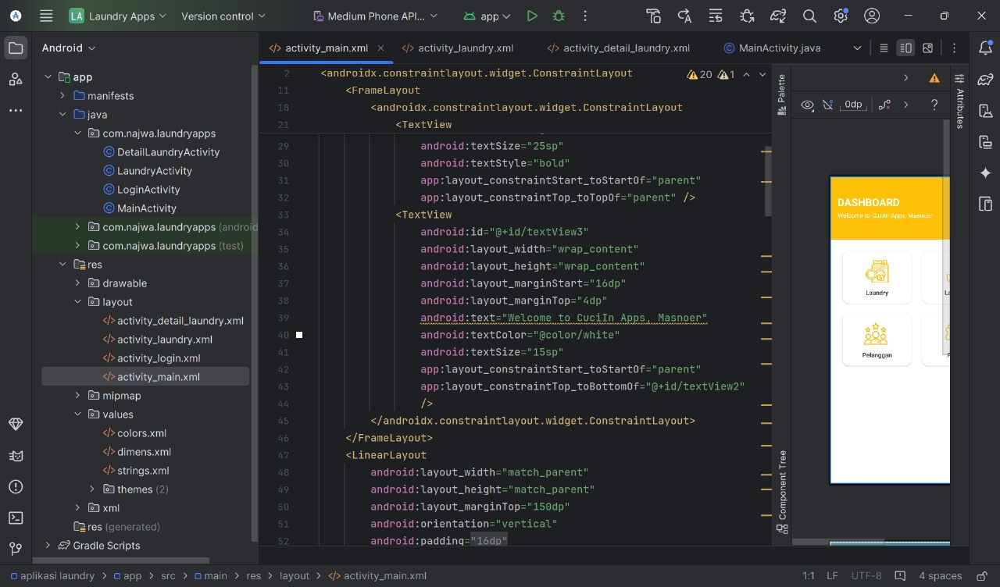 LA Laundry Apps Version control Medium Phone API... app
Android
app
manifests
java
com.najwa.laundryapps
DetailLaundryActivity
LaundryActivity
LoginActivity
MainActivity
com.najwa.laundryapps (android
com.najwa.laundryapps (test)
res
drawable
layout
activity_detail_laundry.xml
activity_laundry.xml
activity_login.xml
activity_main.xml
mipmap
values
colors.xml
dimens.xml
strings.xml
themes (2)
xml
res (generated)
Gradle Scripts
activity_main.xml activity_laundry.xml activity_detail_laundry.xml MainActivity.java
20 1
2 <androidx.constraintlayout.widget.ConstraintLayout
11 <FrameLayout
18 <androidx.constraintlayout.widget.ConstraintLayout
21 <TextView
29 android:textSize="25sp"
30 android:textStyle="bold"
31 app:layout_constraintStart_toStartOf="parent"
32 app:layout_constraintTop_toTopOf="parent" />
33 <TextView
34 android:id="@+id/textView3"
35 android:layout_width="wrap_content"
36 android:layout_height="wrap_content"
37 android:layout_marginStart="16dp"
38 android:layout_marginTop="4dp"
39 android:text="Welcome to CuciIn Apps, Masnoer"
40 android:textColor="@color/white"
41 android:textSize="15sp"
42 app:layout_constraintStart_toStartOf="parent"
43 app:layout_constraintTop_toBottomOf="@+id/textView2"
44 />
45 </androidx.constraintlayout.widget.ConstraintLayout>
46 </FrameLayout>
47 <LinearLayout
48 android:layout_width="match_parent"
49 android:layout_height="match_parent"
50 android:layout_marginTop="150dp"
51 android:orientation="vertical"
52 android:padding="16dp"
Palette
Component Tree
0dp ?
DASHBOARD
Welcome to CuciIn Apps, Masnoer
Laundry
Pelanggan
Attributes
aplikasi laundry > app > src > main > res > layout > activity_main.xml
1:1 LF UTF-8 4 spaces